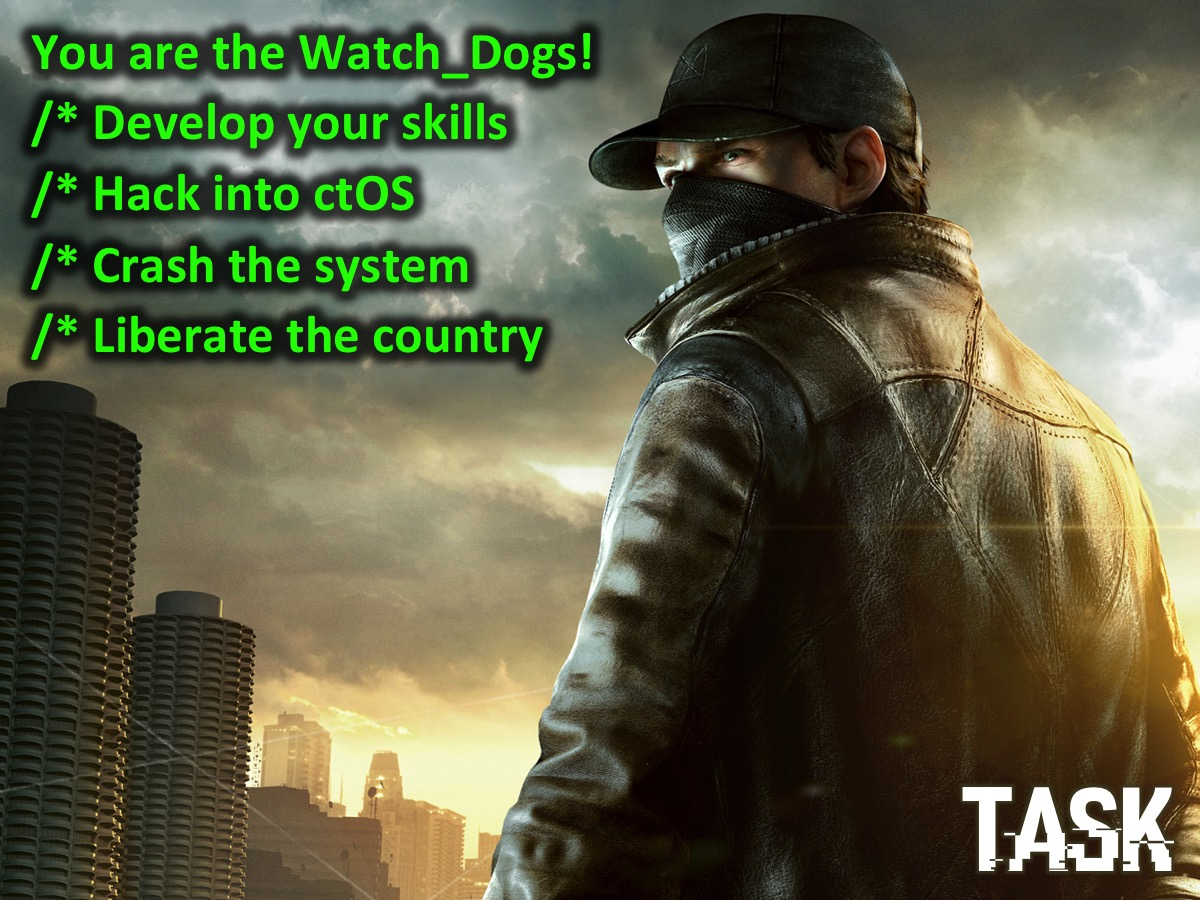 You are the Watch_Dogs!
/* Develop your skills
/* Hack into ctOS
/* Crash the system
/* Liberate the country
TASK